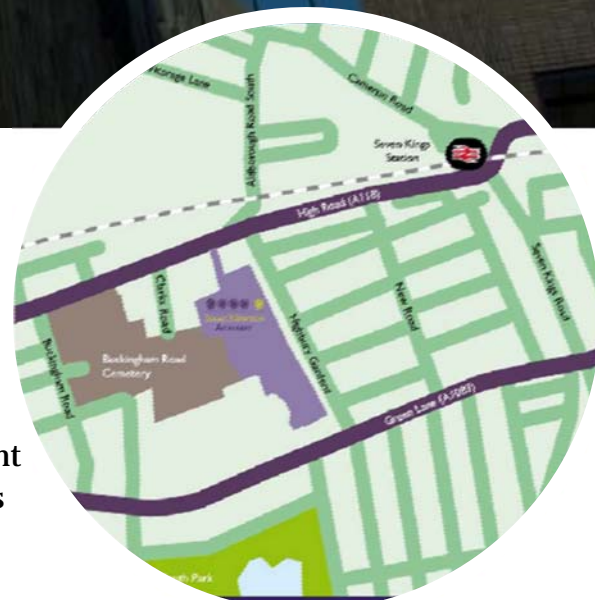 Lane
Cameron Road
Aldborough Road South
Seven Kings
Station
High Road (A118)
Clarks Road
Seven Kings Road
New Road
Highbury Gardens
Buckingham Road
Cemetery
Buckingham Road
Green Lane (A1083)
nt
s
Park